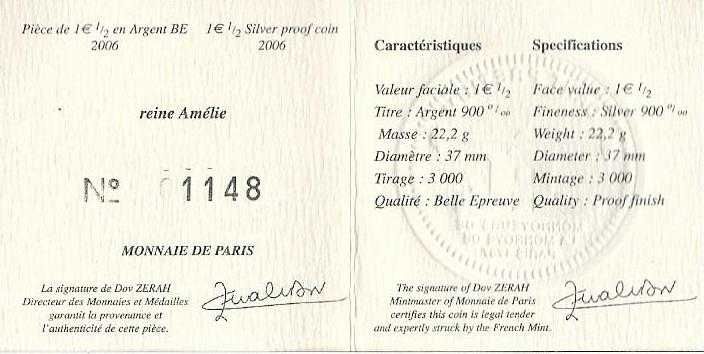 Pièce de 1€ 1/2 en Argent BE
2006
1€ 1/2 Silver proof coin
2006
reine Amélie
Nº 1148
MONNAIE DE PARIS
La signature de Dov ZERAH
Directeur des Monnaies et Médailles
garantit la provenance et
l'authenticité de cette pièce.
Caractéristiques
Valeur faciale : 1€ 1/2
Titre : Argent 900 °/oo
Masse : 22,2 g
Diamètre : 37 mm
Tirage : 3 000
Qualité : Belle Epreuve
Specifications
Face value : 1€ 1/2
Fineness : Silver 900 °/oo
Weight : 22,2 g
Diameter : 37 mm
Mintage : 3 000
Quality : Proof finish
The signature of Dov ZERAH
Mintmaster of Monnaie de Paris
certifies this coin is legal tender
and expertly struck by the French Mint.